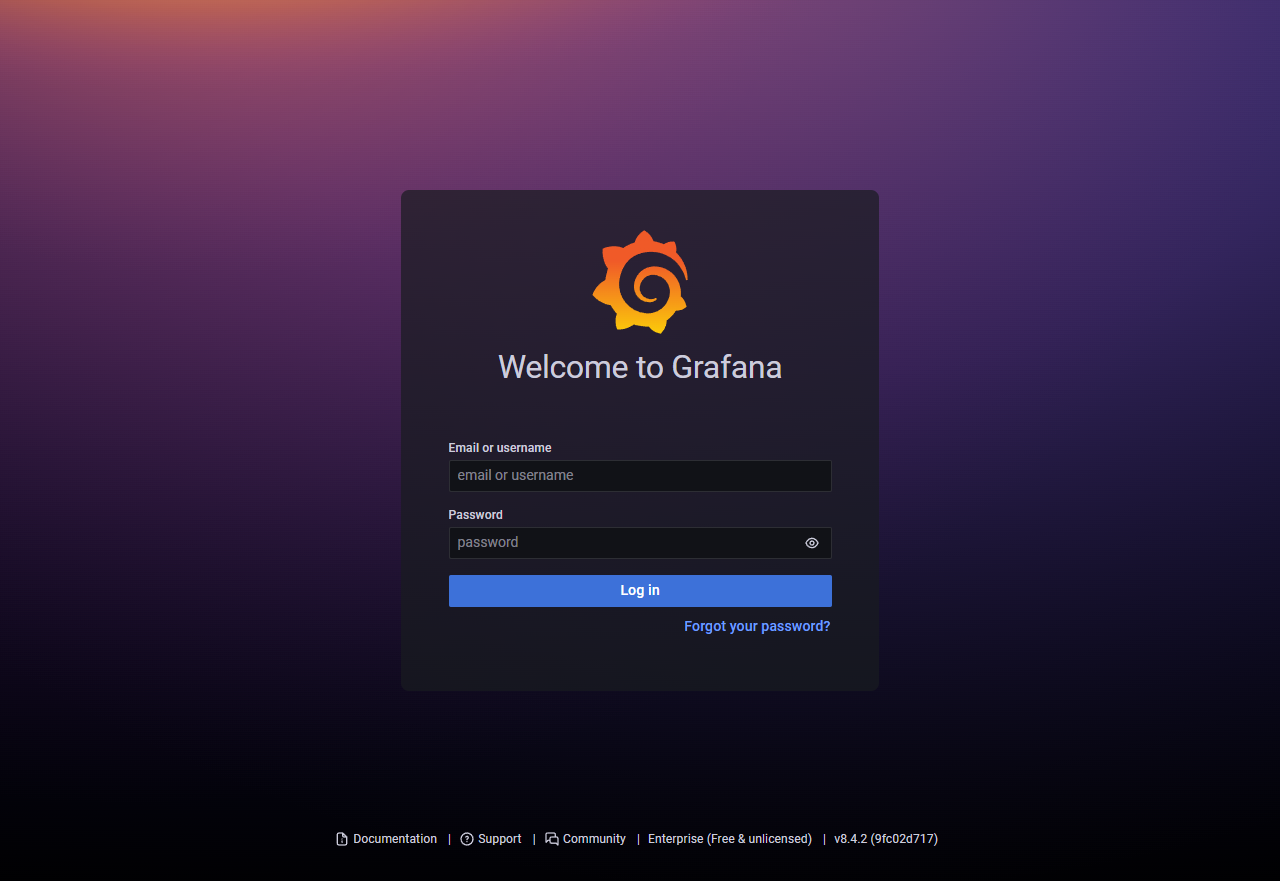 Welcome to Grafana
Email or username
email or username
Password
password
Log in
Forgot your password?
Documentation | Support | Community | Enterprise (Free & unlicensed) | v8.4.2 (9fc02d717)